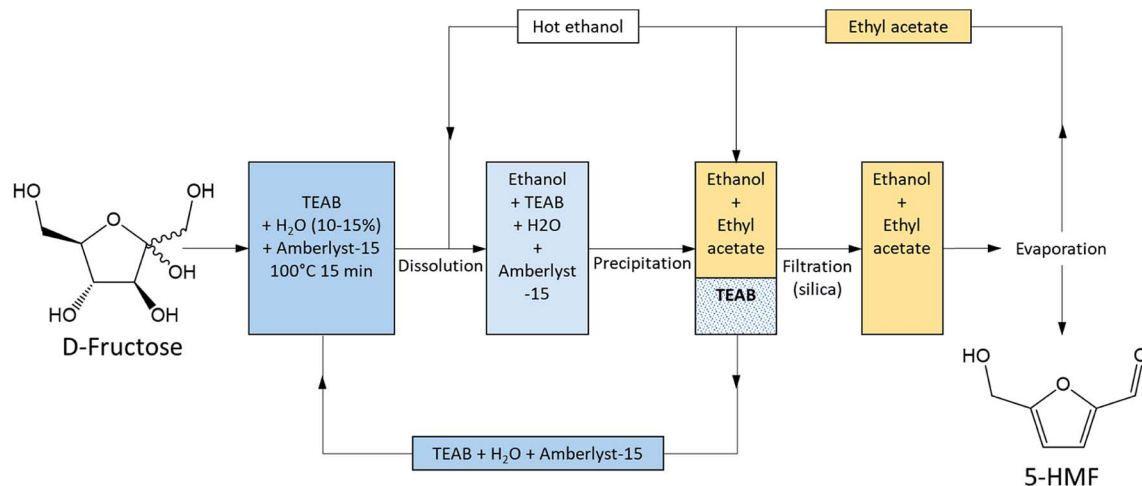 Hot ethanol
Ethyl acetate
HO
O
OH
OH
HO
OH
D-Fructose
TEAB
+ H₂O (10-15%)
+ Amberlyst-15
100°C 15 min
Dissolution
Ethanol
+ TEAB
+ H2O
+
Amberlyst
-15
Precipitation
Ethanol
+
Ethyl
acetate
TEAB
Filtration
(silica)
Ethanol
+
Ethyl
acetate
Evaporation
HO
O
O
5-HMF
TEAB + H₂O + Amberlyst-15